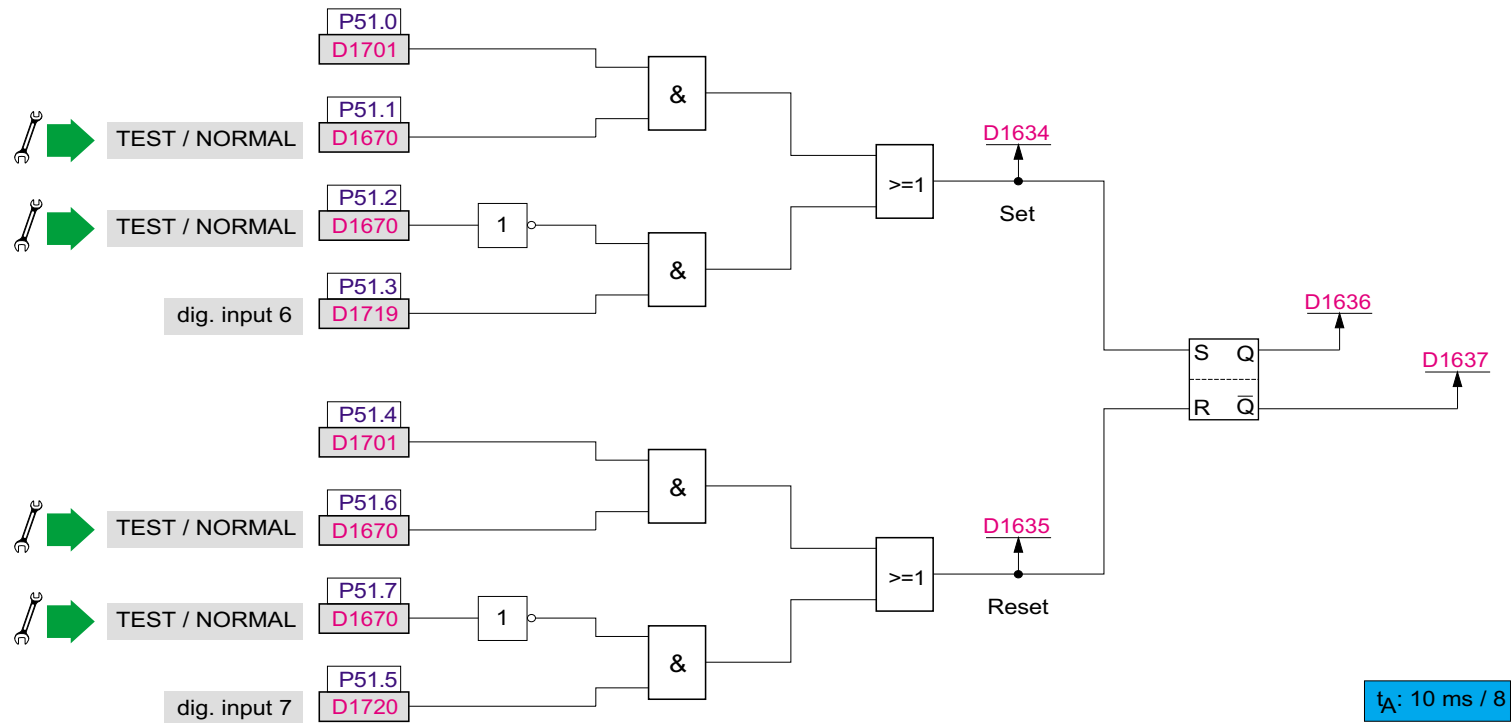 P51.0
D1701
&
P51.1
TEST / NORMAL D1670
D1634
>=1
Set
P51.2
TEST / NORMAL D1670
1
&
P51.3
dig. input 6 D1719
D1636
S Q
D1637
R Q̅
P51.4
D1701
&
P51.6
TEST / NORMAL D1670
D1635
>=1
Reset
P51.7
TEST / NORMAL D1670
1
&
P51.5
dig. input 7 D1720
tA: 10 ms / 8